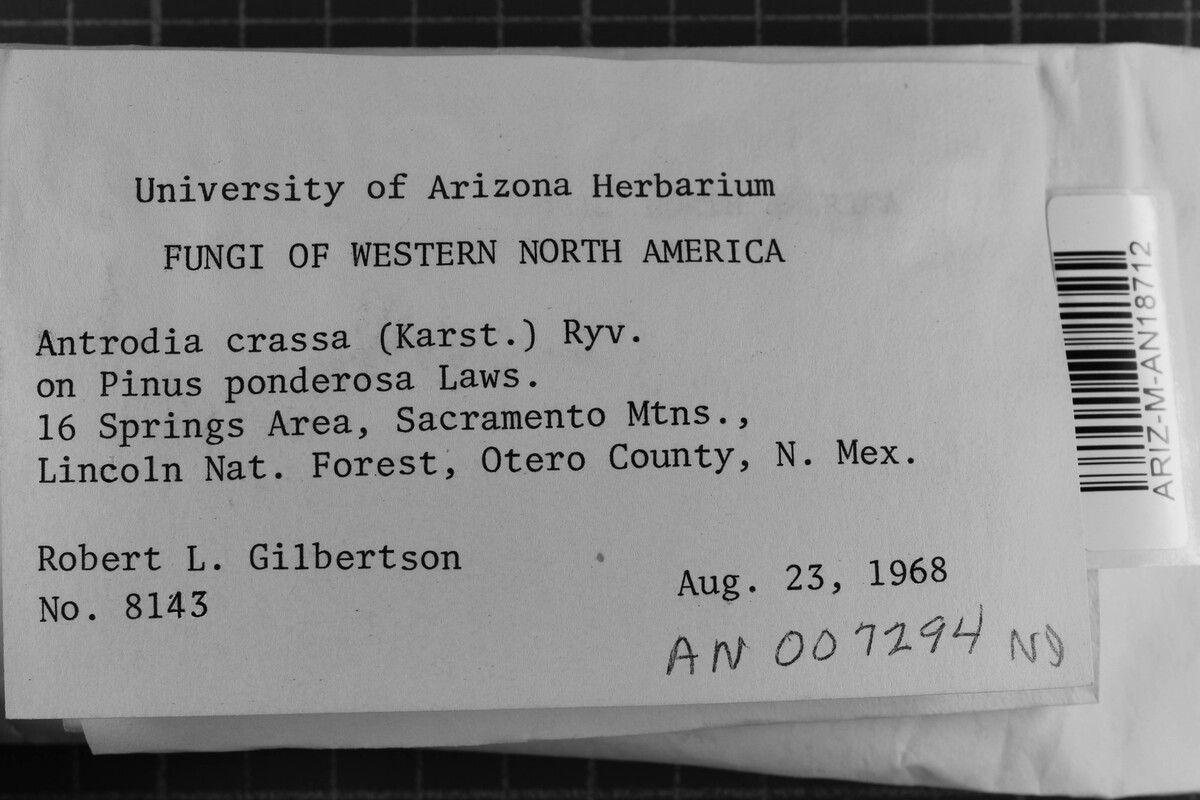 University of Arizona Herbarium
FUNGI OF WESTERN NORTH AMERICA
Antrodia crassa (Karst.) Ryv.
on Pinus ponderosa Laws.
16 Springs Area, Sacramento Mtns.,
Lincoln Nat. Forest, Otero County, N. Mex.
Robert L. Gilbertson
No. 8143
Aug. 23, 1968
AN 007294
ARIZ-M-AN18712